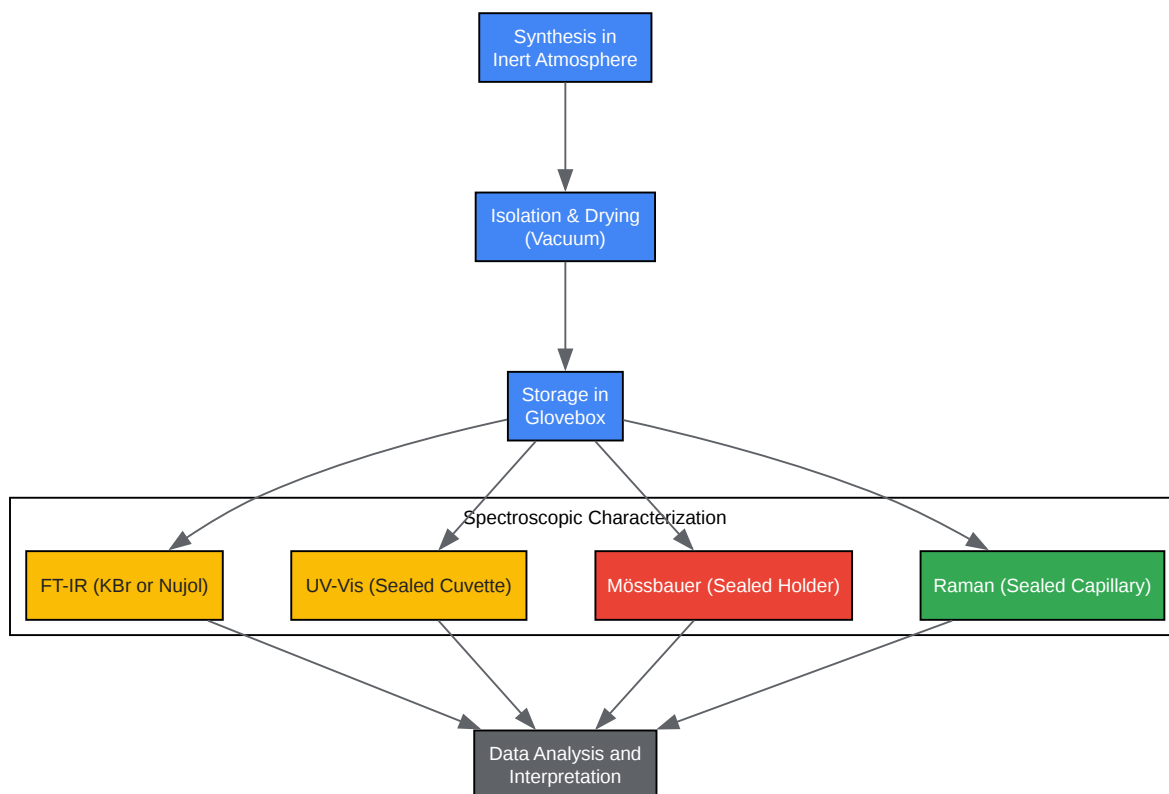 Synthesis in
Inert Atmosphere
Isolation & Drying
(Vacuum)
Storage in
Glovebox
Spectroscopic Characterization
FT-IR (KBr or Nujol)
UV-Vis (Sealed Cuvette)
Mössbauer (Sealed Holder)
Raman (Sealed Capillary)
Data Analysis and
Interpretation